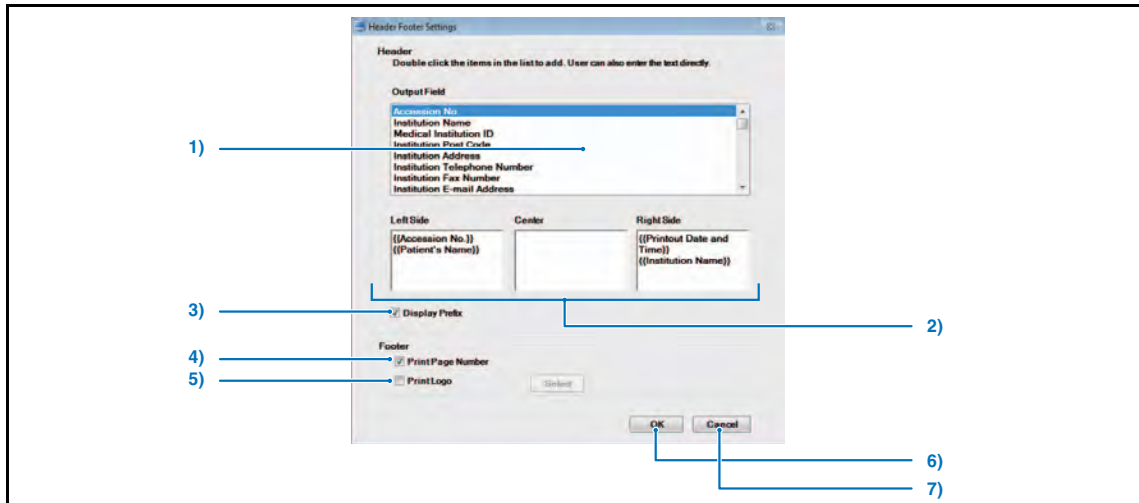 Header Footer Settings
Header
Double click the items in the list to add. User can also enter the text directly.
Output Field
Accession No.
Institution Name
Medical Institution ID
Institution Post Code
1)
Institution Address
Institution Telephone Number
Institution Fax Number
Institution E-mail Address
Left Side Center Right Side
{{Accession No.}} {{Printout Date and
{{Patient's Name}} Time}}
{{Institution Name}}
3) Display Prefix
2)
Footer
4) Print Page Number
5) Print Logo Select
OK Cancel
6)
7)